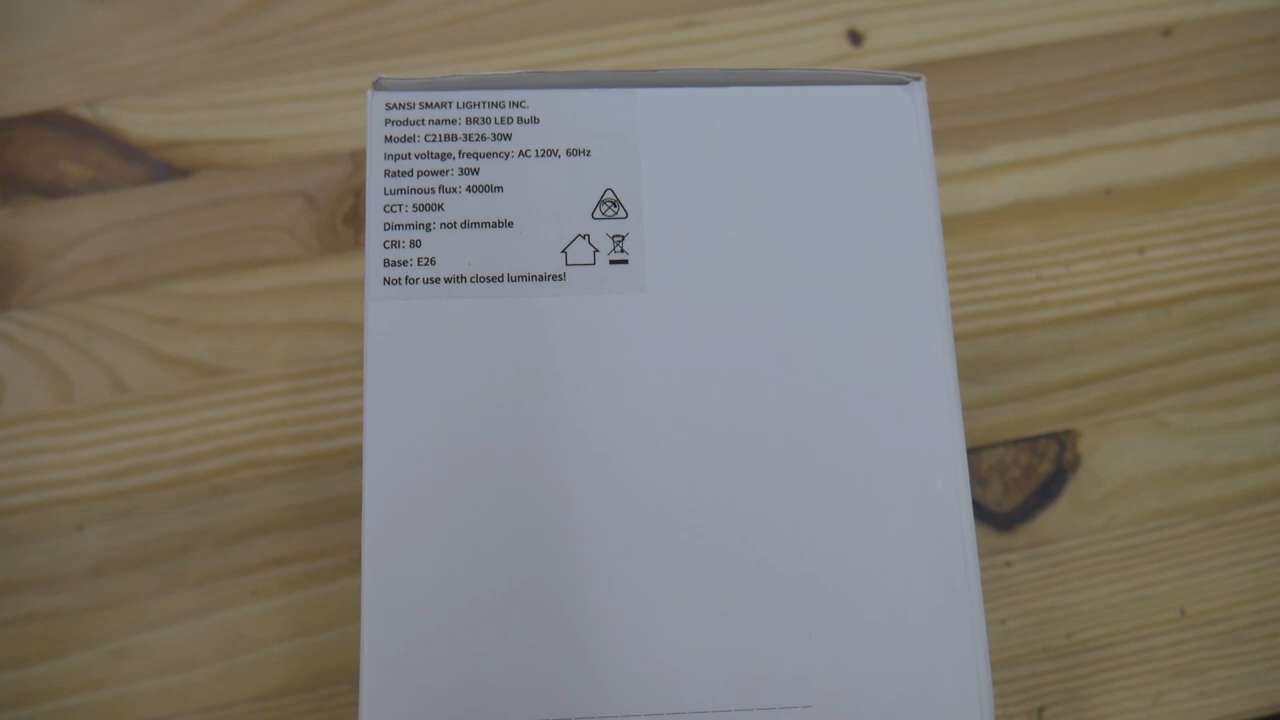 SANSI SMART LIGHTING INC.
Product name: BR30 LED Bulb
Model: C21BB-3E26-30W
Input voltage, frequency: AC 120V, 60Hz
Rated power: 30W
Luminous flux: 4000lm
CCT: 5000K
Dimming: not dimmable
CRI: 80
Base: E26
Not for use with closed luminaires!